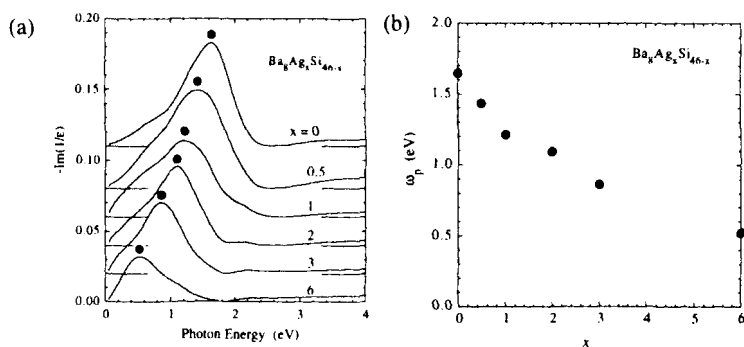 (a)
0.20
0.15
0.10
0.05
0.00
-Im(1/ε)
Ba₈AgₓSi₄₆₋ₓ
x = 0
0.5
1
2
3
6
0 1 2 3 4
Photon Energy (eV)
(b)
2.0
1.5
1.0
0.5
0.0
ωₚ (eV)
Ba₈AgₓSi₄₆₋ₓ
0 1 2 3 4 5 6
x